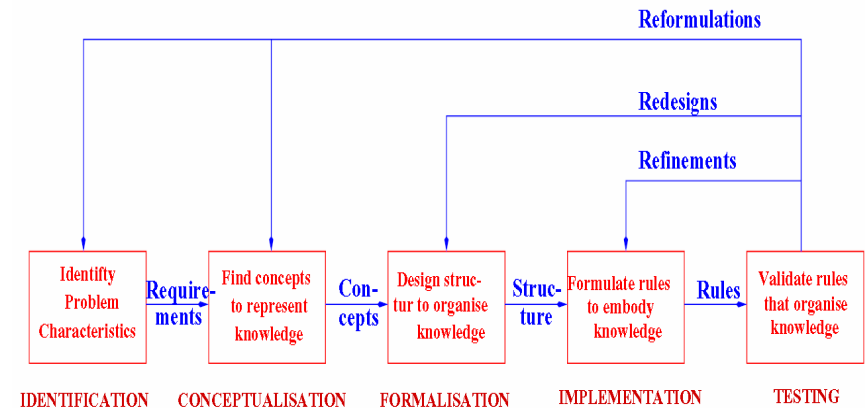 Reformulations
Redesigns
Refinements
Identifty
Problem
Characteristics
Require-
ments
Find concepts
to represent
knowledge
Con-
cepts
Design struc-
tur to organise
knowledge
Struc-
ture
Formulate rules
to embody
knowledge
Rules
Validate rules
that organise
knowledge
IDENTIFICATION CONCEPTUALISATION FORMALISATION IMPLEMENTATION TESTING